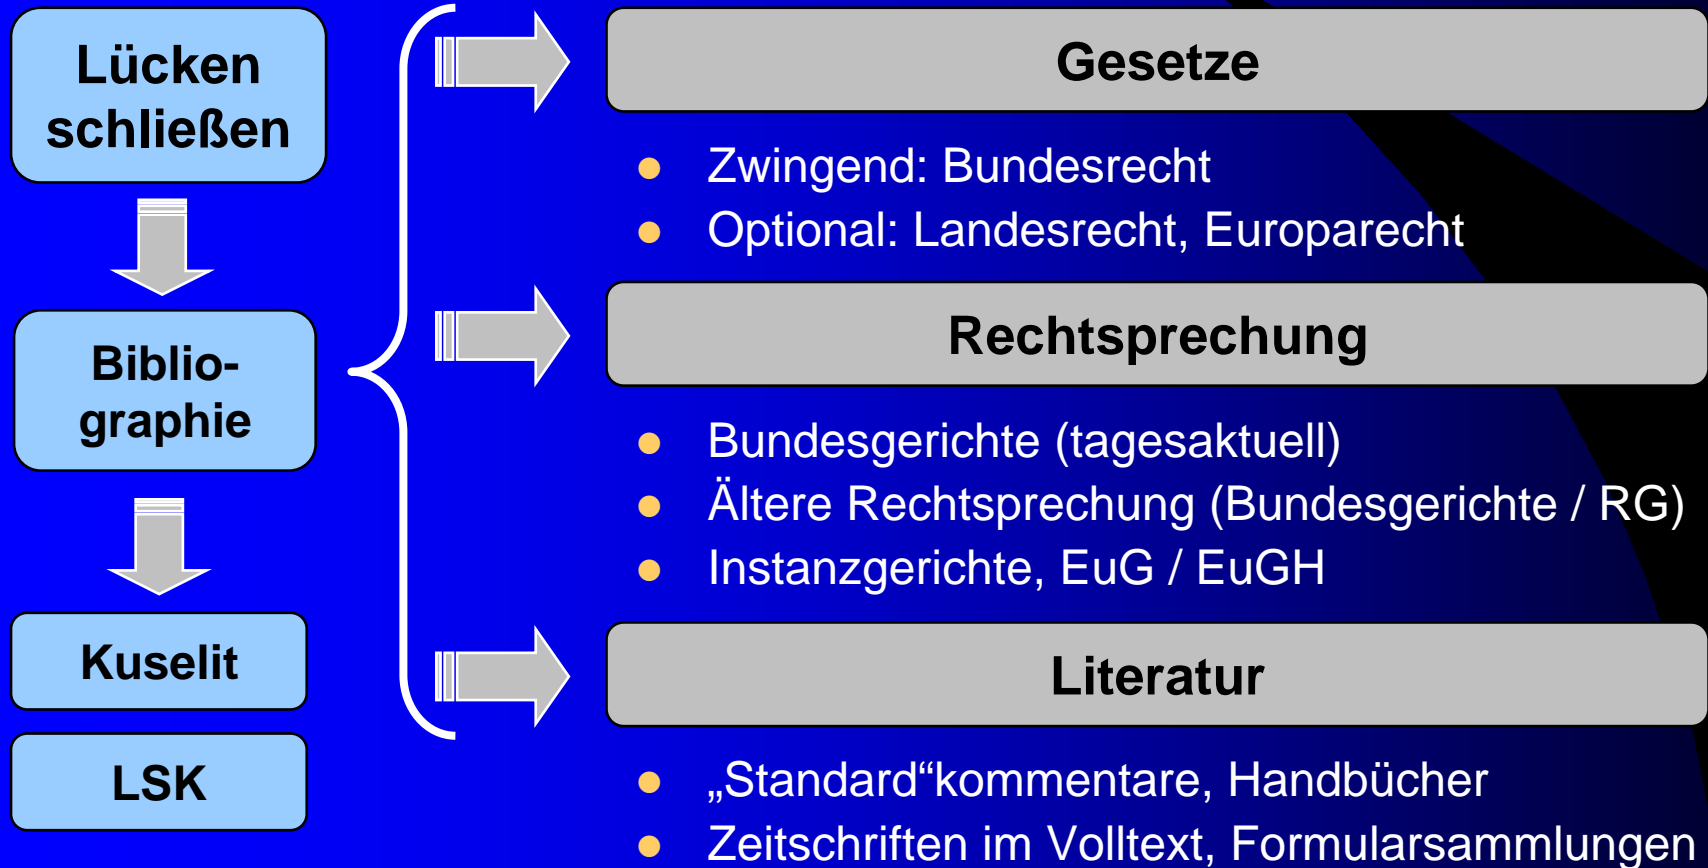 Lücken
schließen
Biblio-
graphie
Kuselit
LSK
Gesetze
Zwingend: Bundesrecht
Optional: Landesrecht, Europarecht
Rechtsprechung
Bundesgerichte (tagesaktuell)
Ältere Rechtsprechung (Bundesgerichte / RG)
Instanzgerichte, EuG / EuGH
Literatur
„Standard“kommentare, Handbücher
Zeitschriften im Volltext, Formularsammlungen